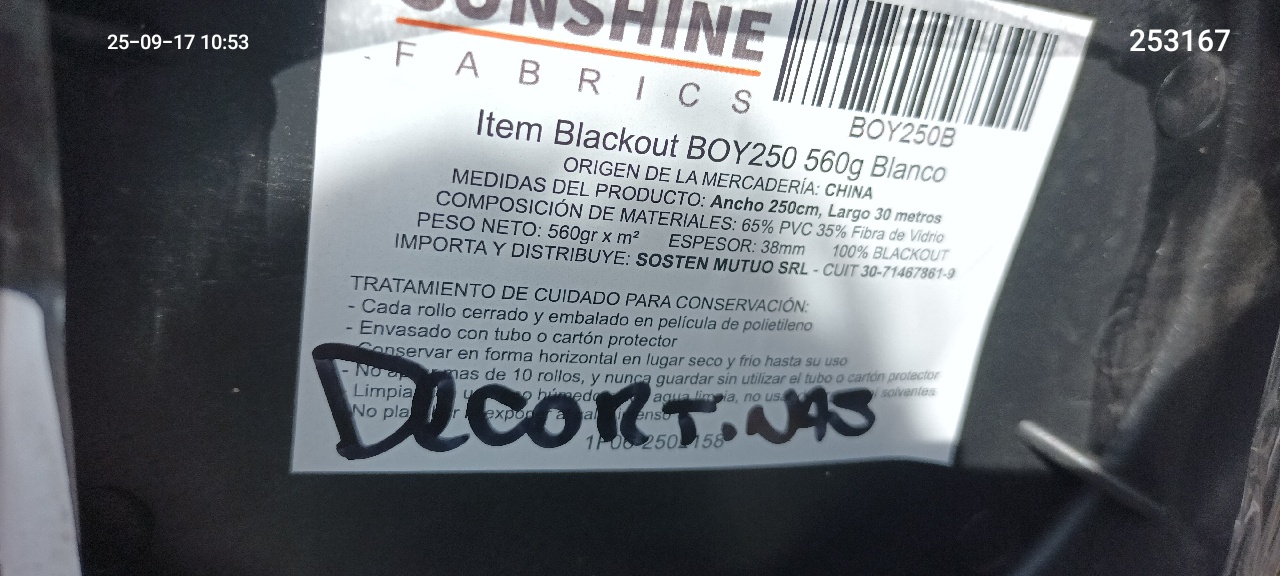 25-09-17 10:53
253167
SUNSHINE
FABRICS
BOY250B
Item Blackout BOY250 560g Blanco
ORIGEN DE LA MERCADERÍA: CHINA
MEDIDAS DEL PRODUCTO: Ancho 250cm, Largo 30 metros
COMPOSICIÓN DE MATERIALES: 65% PVC 35% Fibra de Vidrio
PESO NETO: 560gr x m² ESPESOR: 38mm 100% BLACKOUT
IMPORTA Y DISTRIBUYE: SOSTEN MUTUO SRL - CUIT 30-71467861-9
TRATAMIENTO DE CUIDADO PARA CONSERVACIÓN:
- Cada rollo cerrado y embalado en película de polietileno
- Envasado con tubo o cartón protector
Conservar en forma horizontal en lugar seco y frío hasta su uso
- No mas de 10 rollos, y nunca guardar sin utilizar el tubo o cartón protector
húmedo agua limpia, no solventes
No
DECORTINAS